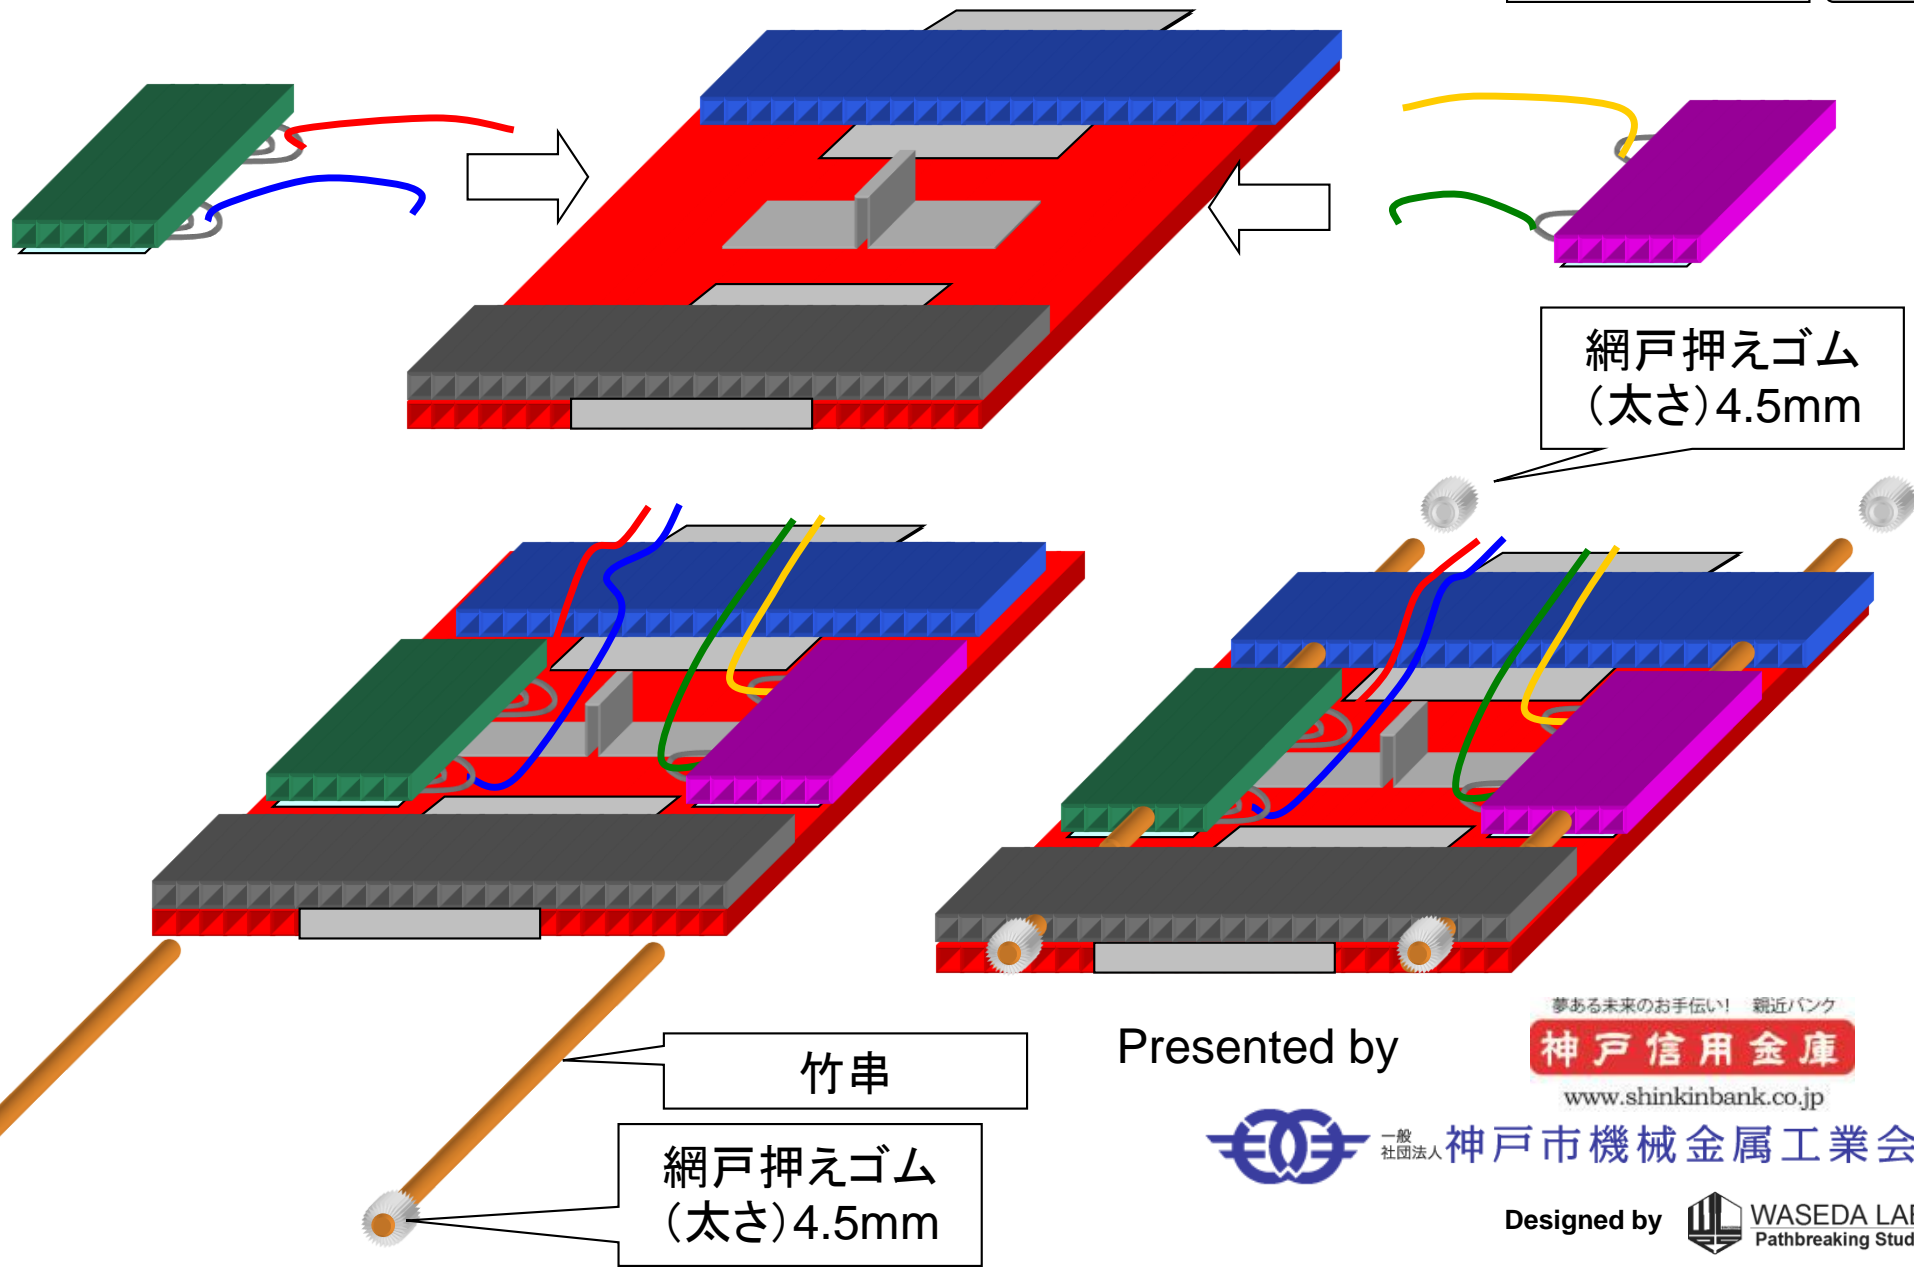 網戸押えゴム
（太さ）4.5mm
竹串
網戸押えゴム
（太さ）4.5mm
Presented by
夢ある未来のお手伝い！ 親近バンク
神戸信用金庫
www.shinkinbank.co.jp
一般社団法人 神戸市機械金属工業会
Designed by
WASEDA LAB
Pathbreaking Stud